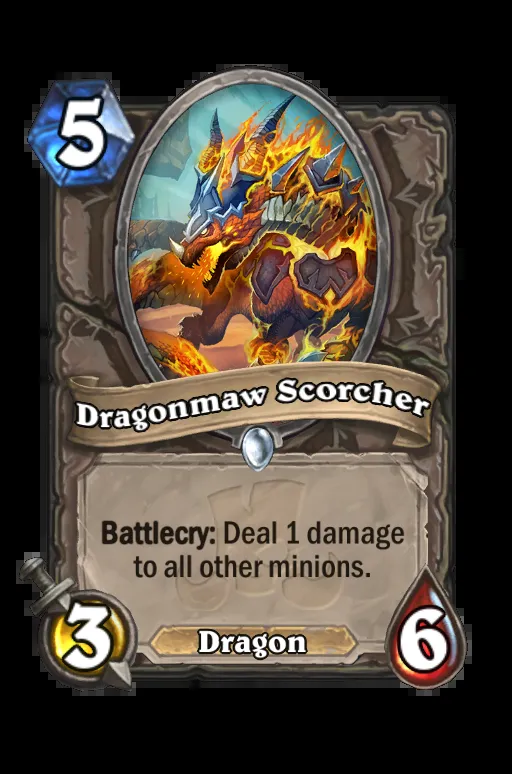 5
Dragonmaw Scorcher
Battlecry: Deal 1 damage
to all other minions.
3
Dragon
6